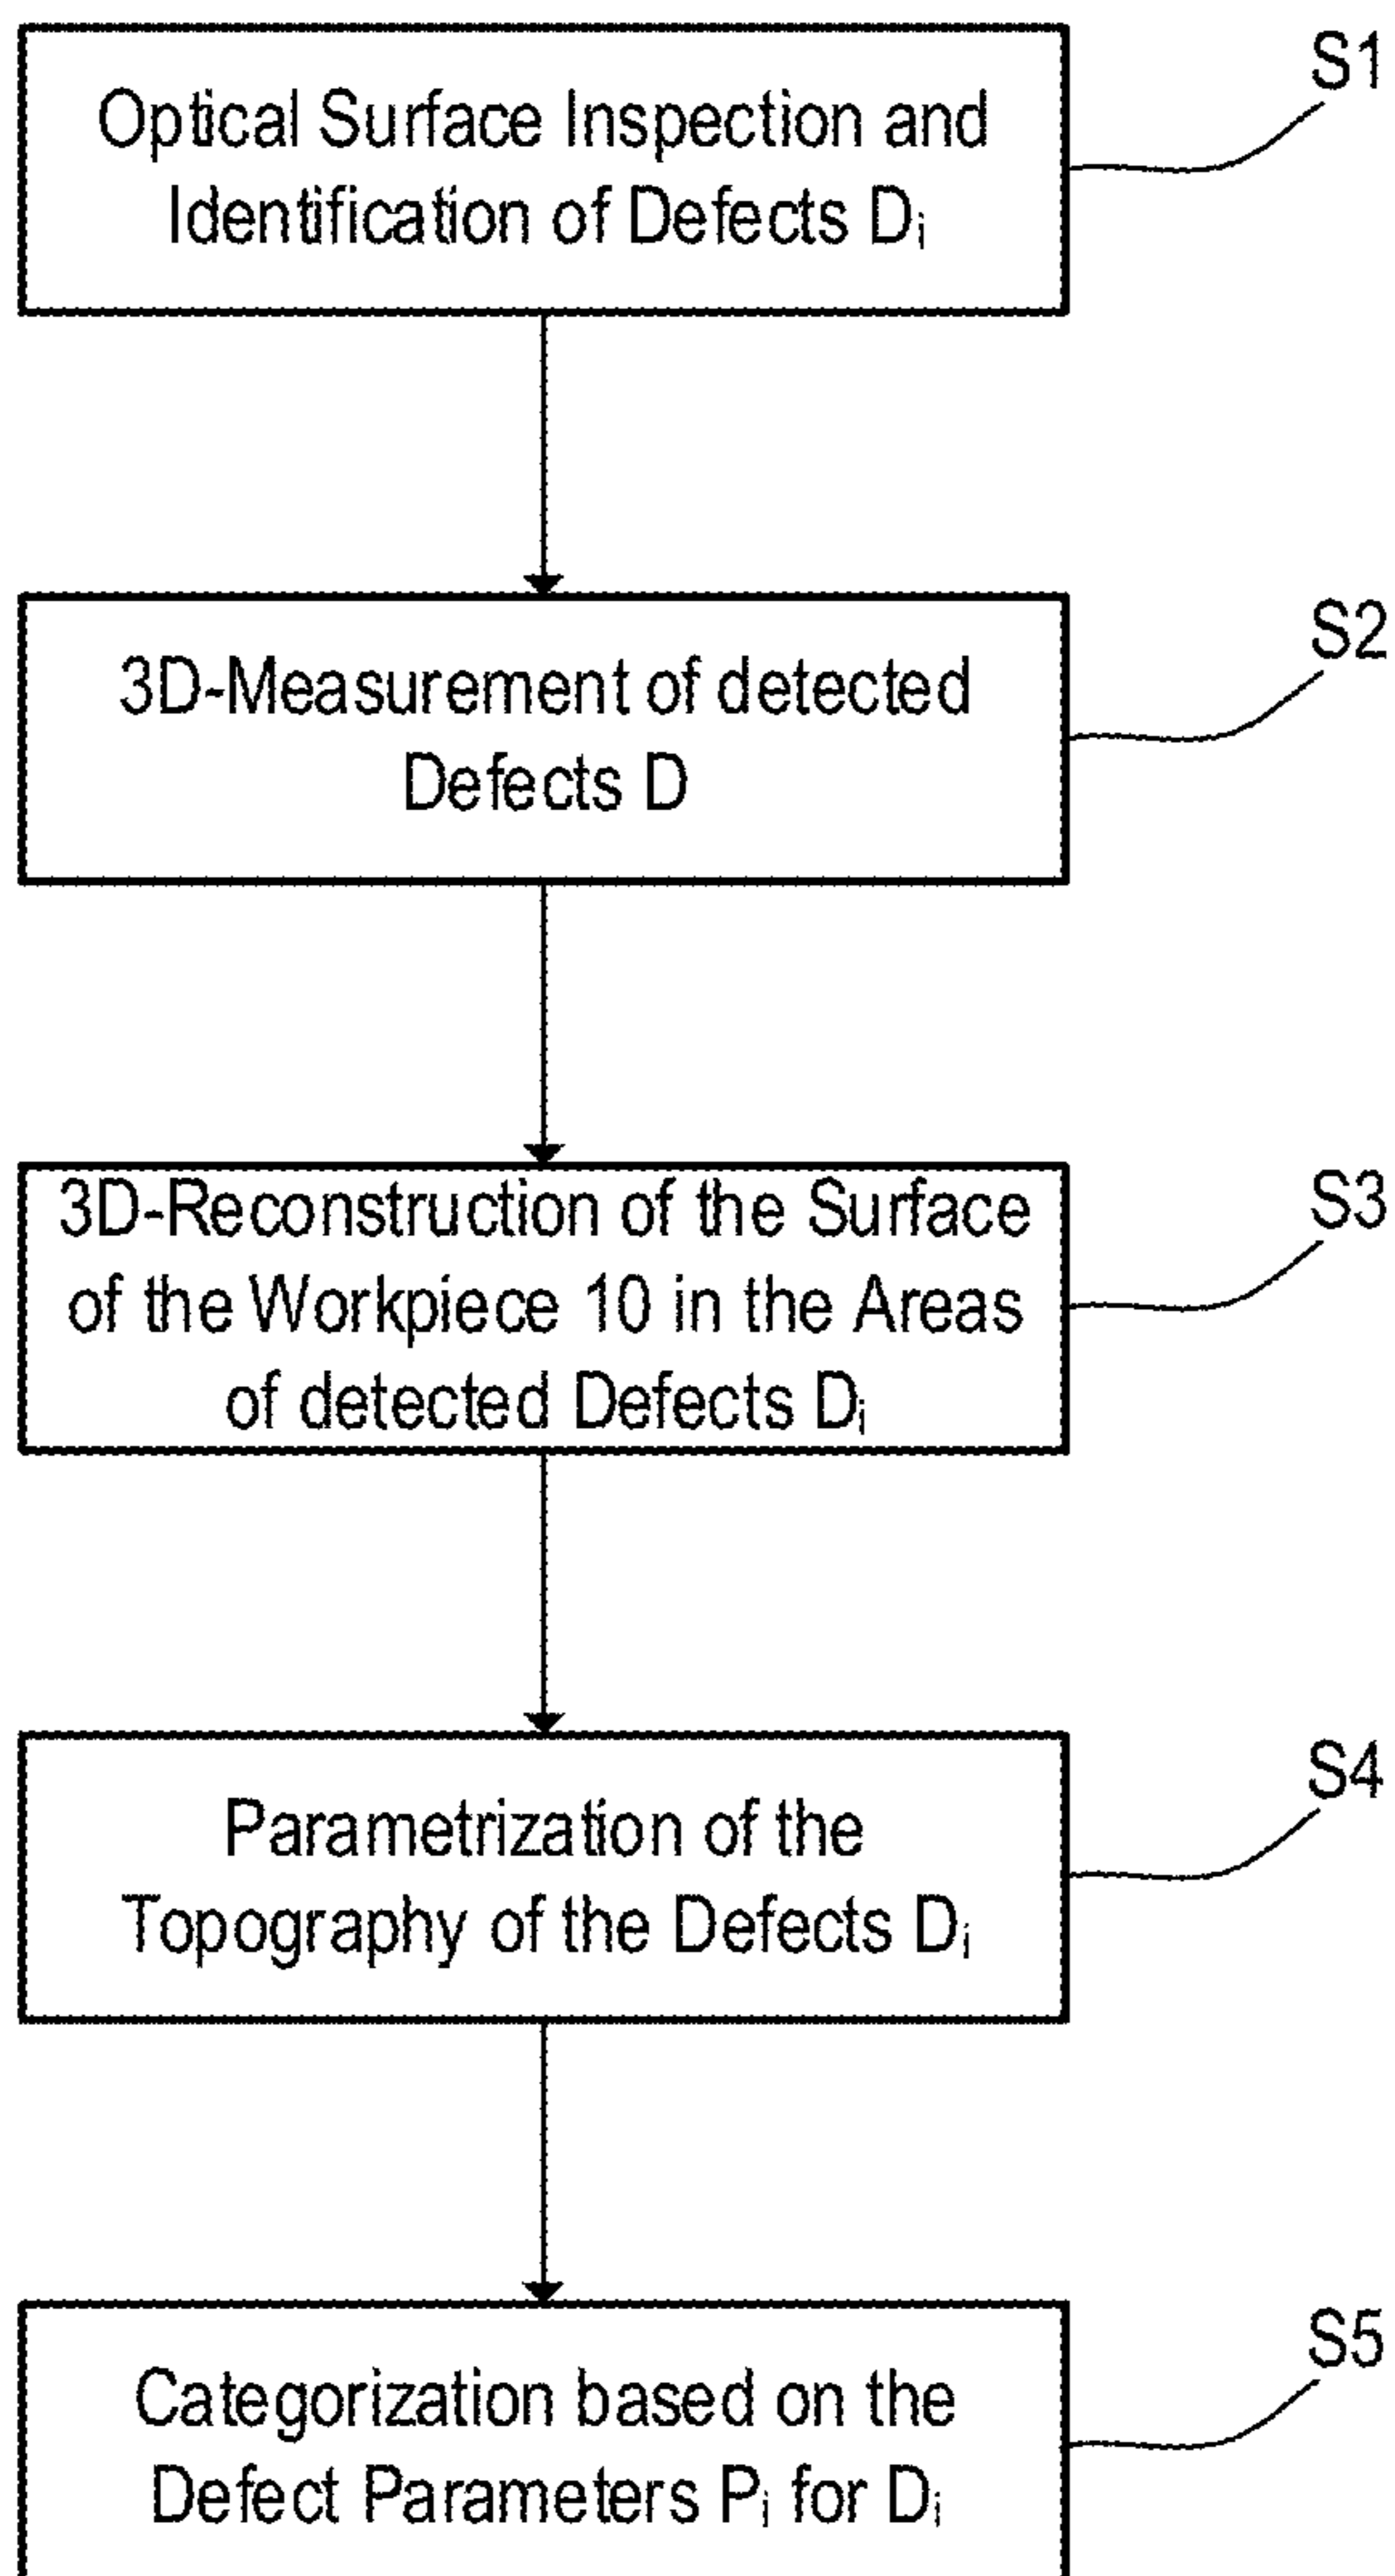 Optical Surface Inspection and
Identification of Defects Dᵢ
S1
3D-Measurement of detected
Defects D
S2
3D-Reconstruction of the Surface
of the Workpiece 10 in the Areas
of detected Defects Dᵢ
S3
Parametrization of the
Topography of the Defects Dᵢ
S4
Categorization based on the
Defect Parameters Pᵢ for Dᵢ
S5